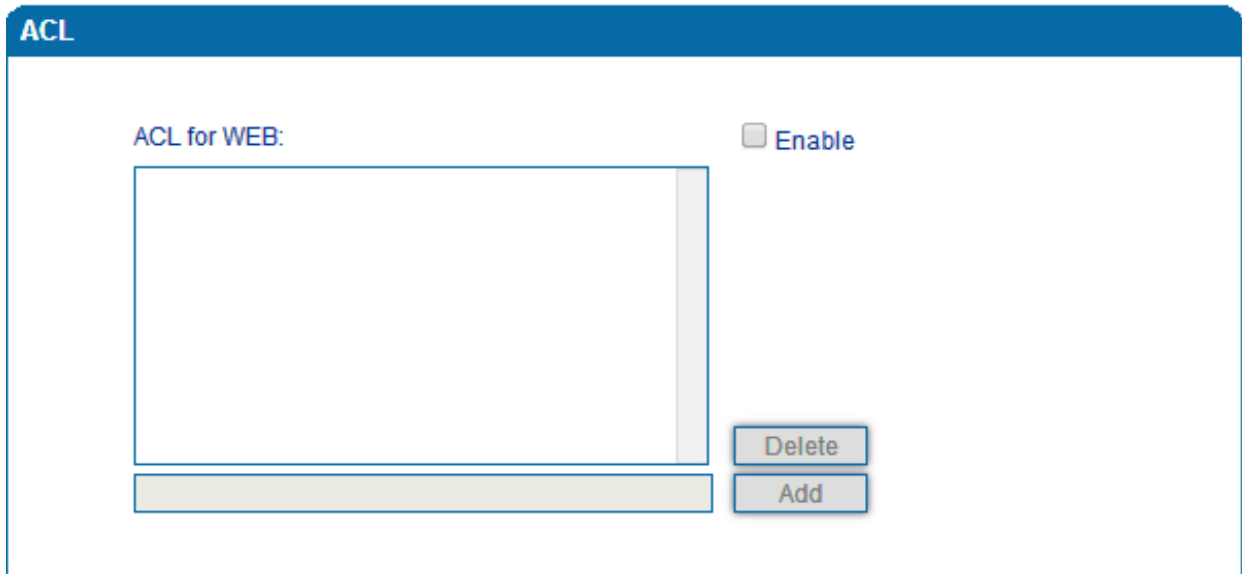 ACL
ACL for WEB:
Enable
Delete
Add